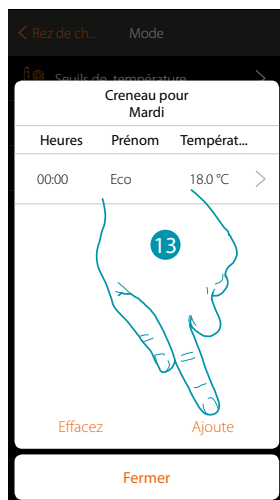 Rez de ch... Mode
Seuils de température
Creneau pour
Mardi
Heures Prénom Températ...
00:00 Eco 18.0 °C
13
Effacez Ajoute
Fermer